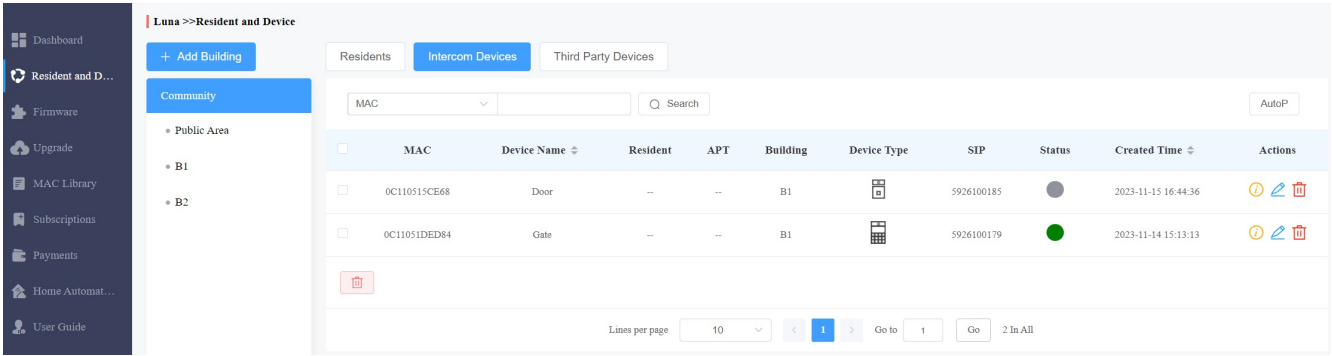 Luna >>Resident and Device
Dashboard
Resident and D...
Firmware
Upgrade
MAC Library
Subscriptions
Payments
Home Automat...
User Guide
+ Add Building
Community
Public Area
B1
B2
Residents Intercom Devices Third Party Devices
MAC Search AutoP
MAC Device Name Resident APT Building Device Type SIP Status Created Time Actions
0C110515CE68 Door -- -- B1 5926100185 2023-11-15 16:44:36
0C11051DED84 Gate -- -- B1 5926100179 2023-11-14 15:13:13
Lines per page 10 < 1 > Go to 1 Go 2 In All